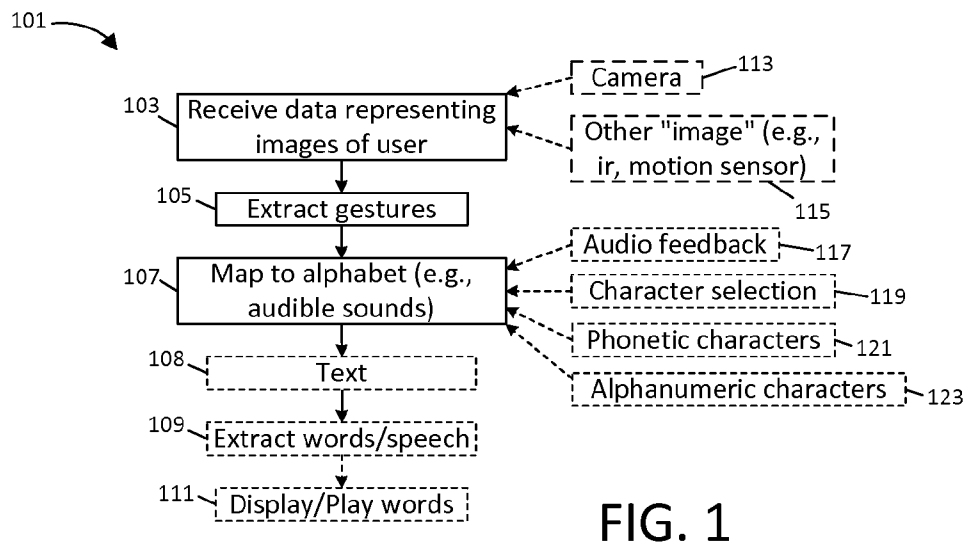 101
Camera
113
103
Receive data representing
images of user
Other "image" (e.g.,
ir, motion sensor)
115
105
Extract gestures
Audio feedback
117
107
Map to alphabet (e.g.,
audible sounds)
Character selection
119
Phonetic characters
121
108
Text
Alphanumeric characters
123
109
Extract words/speech
111
Display/Play words
FIG. 1